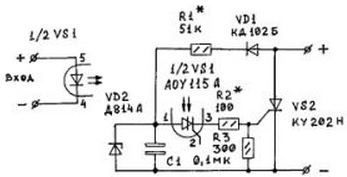 R1*
51к
VD1
КД102Б
1/2 VS1
+
5
Вход
-
4
1/2 VS1
АОУ115А
VD2
Д814А
R2*
100
1
3
2
R3
300
C1
0,1мк
VS2
КУ202Н
+
-